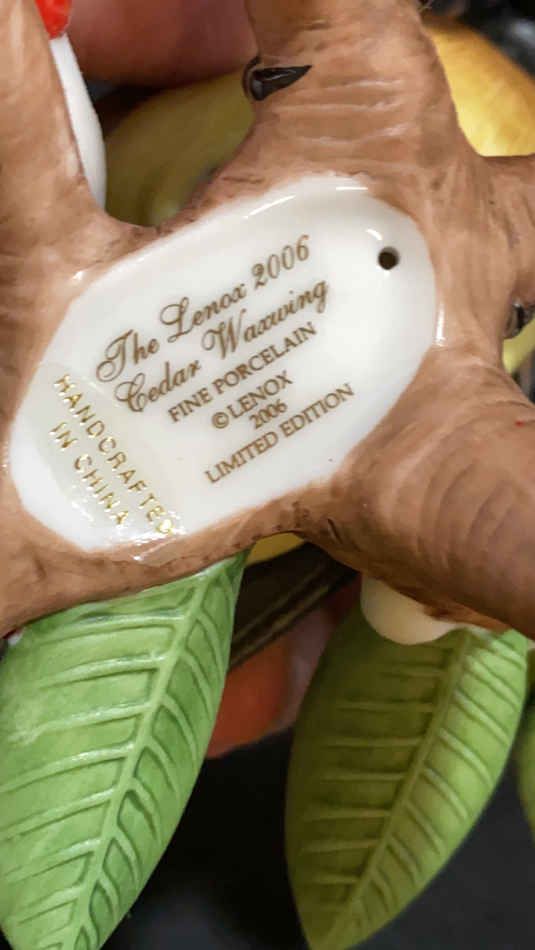 The Lenox 2006
Cedar Waxwing
FINE PORCELAIN
©LENOX
2006
LIMITED EDITION
HANDCRAFTED
IN CHINA